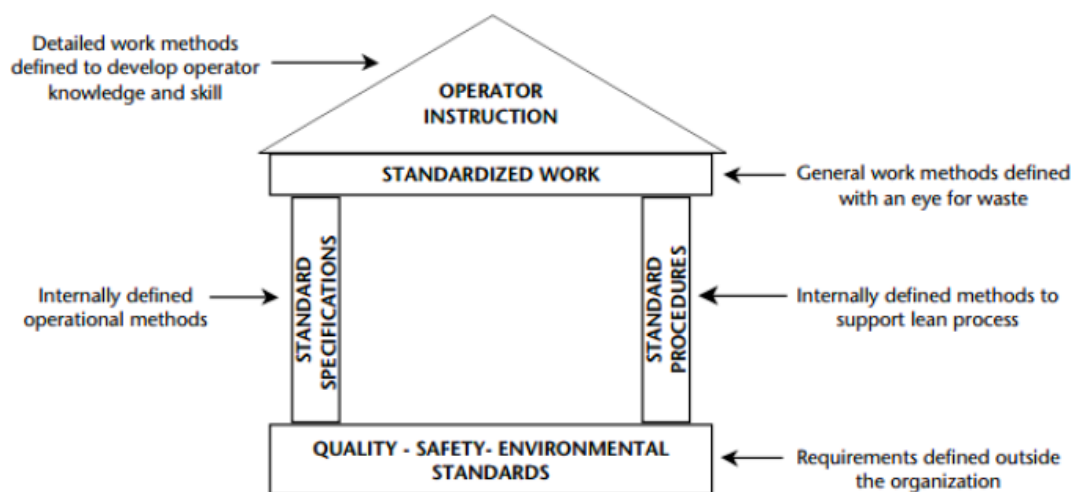 Detailed work methods
defined to develop operator
knowledge and skill
OPERATOR
INSTRUCTION
STANDARDIZED WORK
General work methods defined
with an eye for waste
STANDARD
SPECIFICATIONS
STANDARD
PROCEDURES
Internally defined
operational methods
Internally defined methods to
support lean process
QUALITY - SAFETY- ENVIRONMENTAL
STANDARDS
Requirements defined outside
the organization